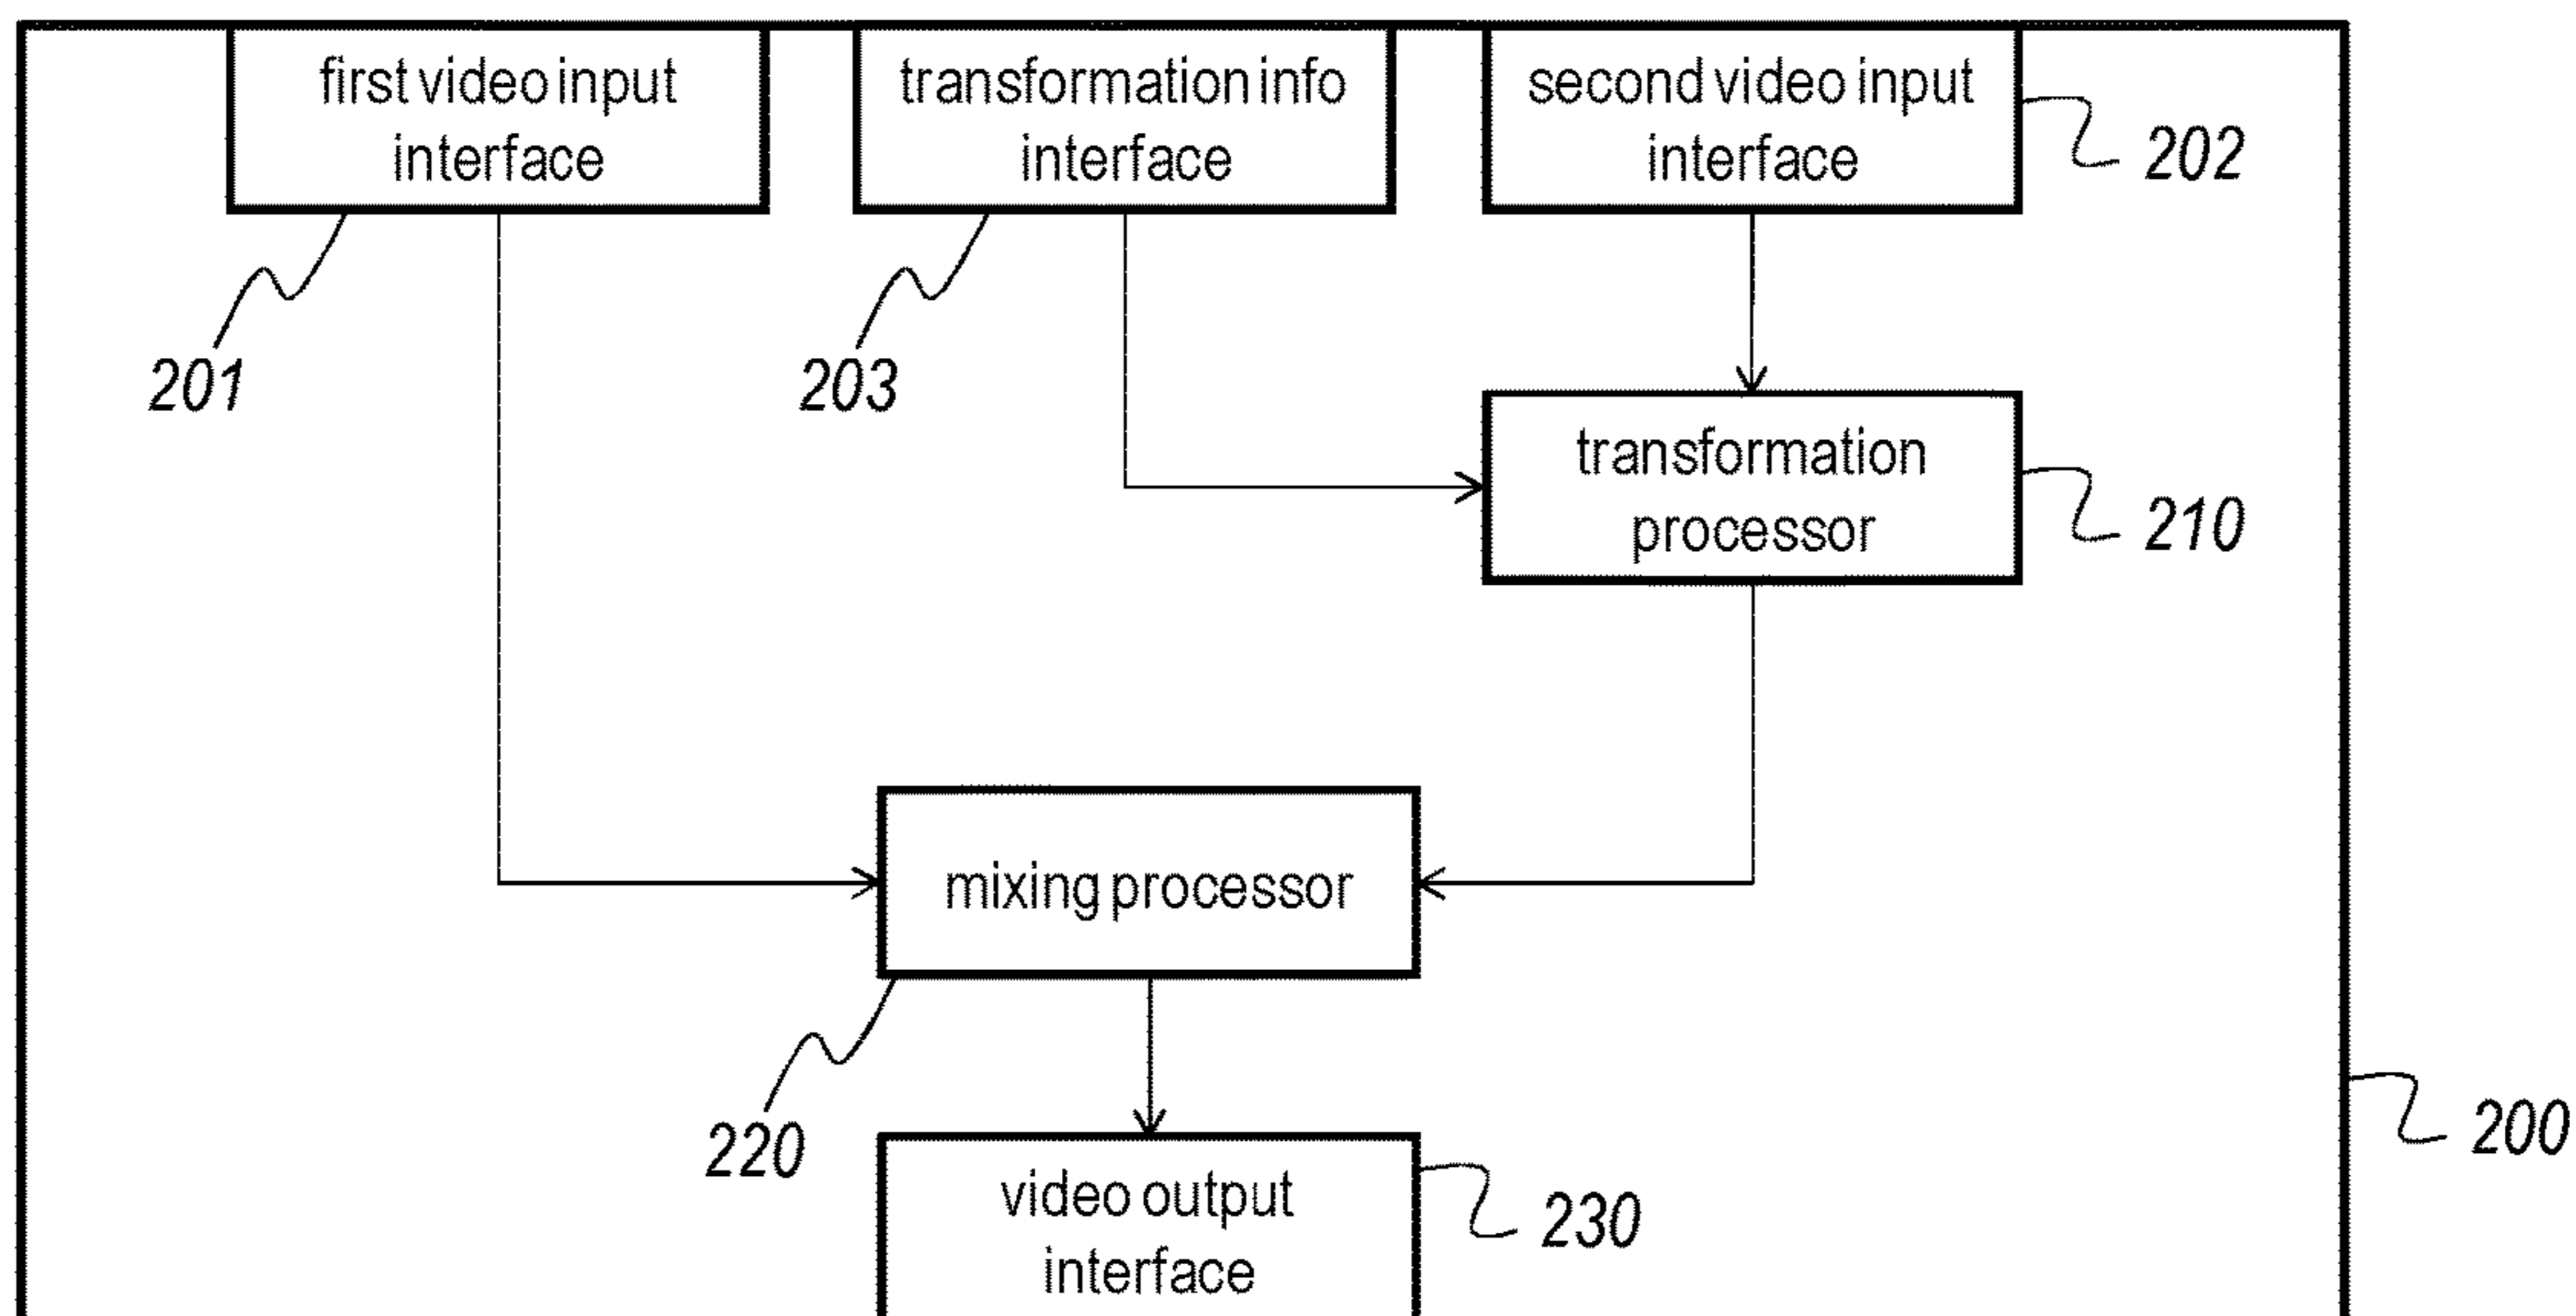 first video input
interface
transformation info
interface
second video input
interface
202
201
203
transformation
processor
210
mixing processor
220
200
video output
interface
230